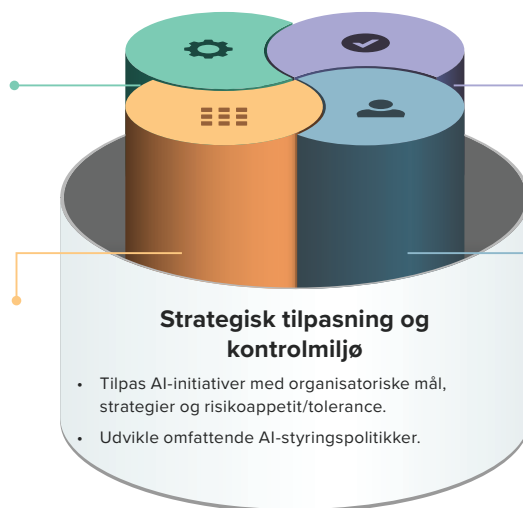 Strategisk tilpasning og
kontrolmiljø
• Tilpas AI-initiativer med organisatoriske mål,
strategier og risikoappetit/tolerance.
• Udvikle omfattende AI-styringspolitikker.